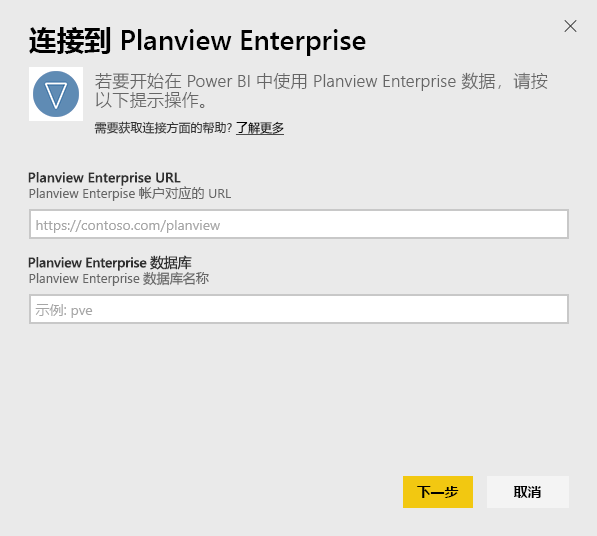 连接到 Planview Enterprise
若要开始在 Power BI 中使用 Planview Enterprise 数据，请按
以下提示操作。
需要获取连接方面的帮助? 了解更多
Planview Enterprise URL
Planview Enterpise 帐户对应的 URL
https://contoso.com/planview
Planview Enterprise 数据库
Planview Enterprise 数据库名称
示例: pve
下一步 取消